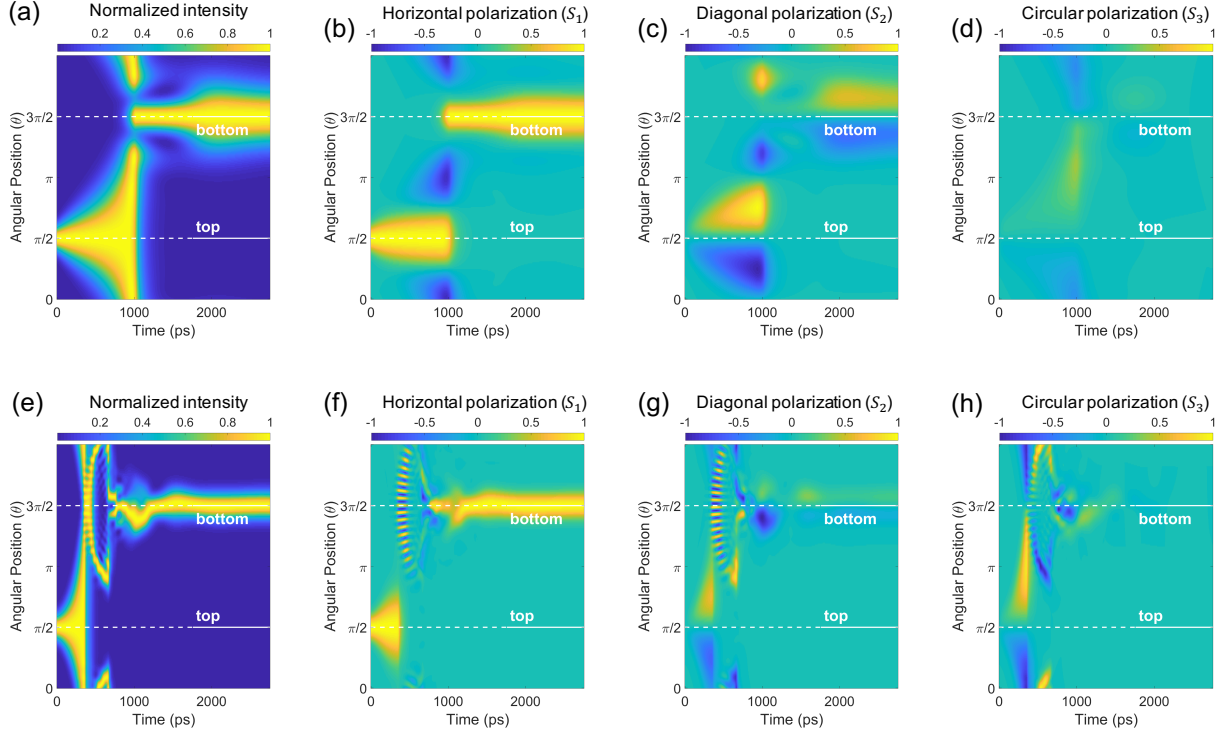 (a) Normalized intensity
0.2 0.4 0.6 0.8 1
Angular Position (θ)
3π/2
π
π/2
0
bottom
top
0 1000 2000
Time (ps)
(b) Horizontal polarization (S₁)
-1 -0.5 0 0.5 1
Angular Position (θ)
3π/2
π
π/2
0
bottom
top
0 1000 2000
Time (ps)
(c) Diagonal polarization (S₂)
-1 -0.5 0 0.5 1
Angular Position (θ)
3π/2
π
π/2
0
bottom
top
0 1000 2000
Time (ps)
(d) Circular polarization (S₃)
-1 -0.5 0 0.5 1
Angular Position (θ)
3π/2
π
π/2
0
bottom
top
0 1000 2000
Time (ps)
(e) Normalized intensity
0.2 0.4 0.6 0.8 1
Angular Position (θ)
3π/2
π
π/2
0
bottom
top
0 1000 2000
Time (ps)
(f) Horizontal polarization (S₁)
-1 -0.5 0 0.5 1
Angular Position (θ)
3π/2
π
π/2
0
bottom
top
0 1000 2000
Time (ps)
(g) Diagonal polarization (S₂)
-1 -0.5 0 0.5 1
Angular Position (θ)
3π/2
π
π/2
0
bottom
top
0 1000 2000
Time (ps)
(h) Circular polarization (S₃)
-1 -0.5 0 0.5 1
Angular Position (θ)
3π/2
π
π/2
0
bottom
top
0 1000 2000
Time (ps)